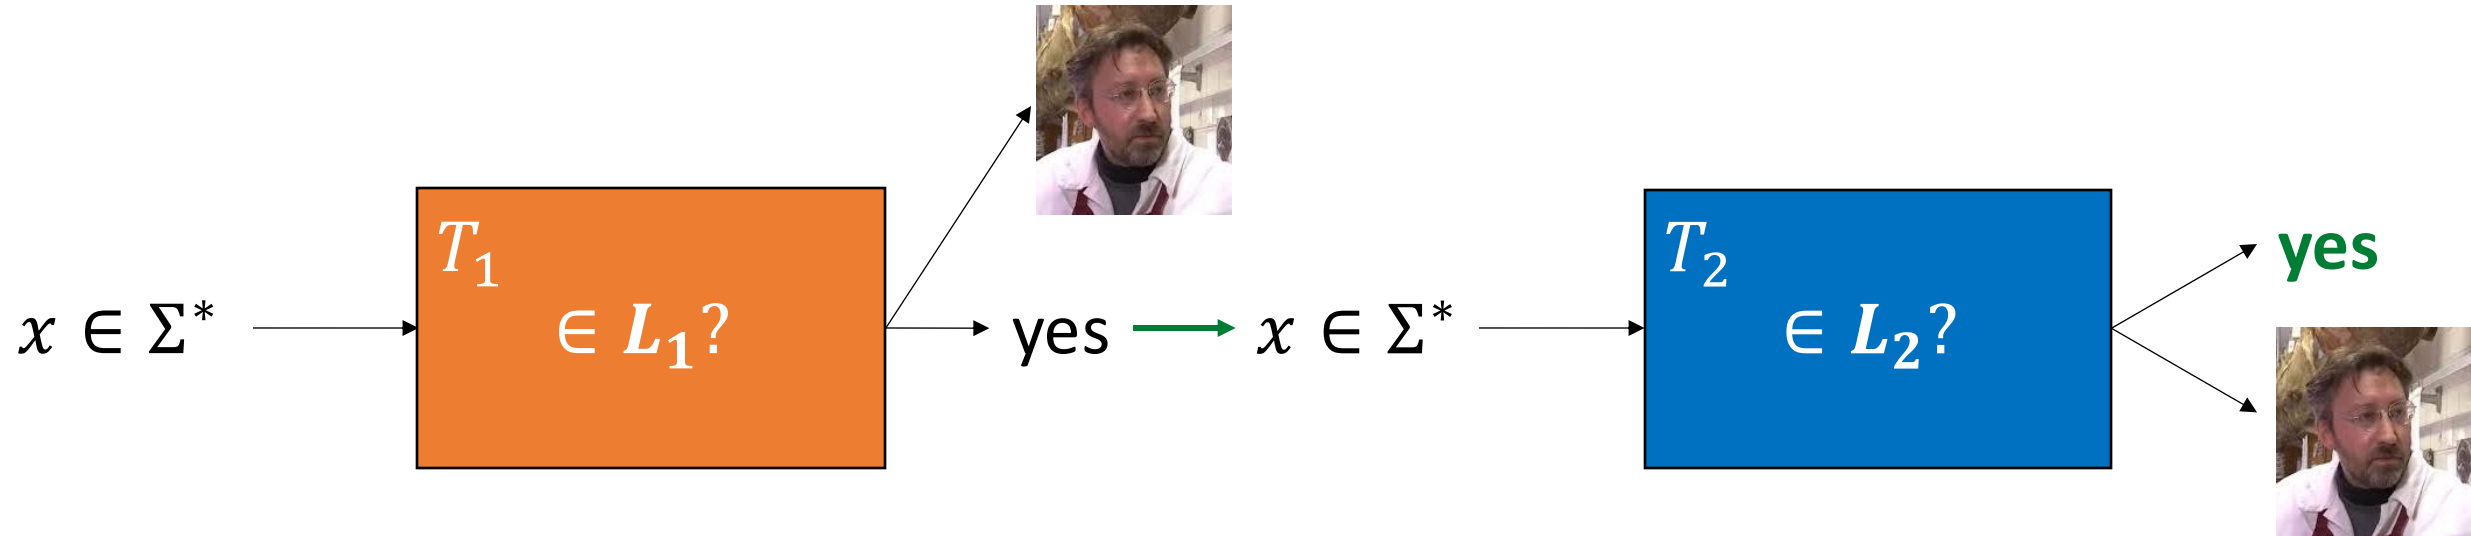 x ∈ Σ*
T₁
∈ L₁?
yes
x ∈ Σ*
T₂
∈ L₂?
yes